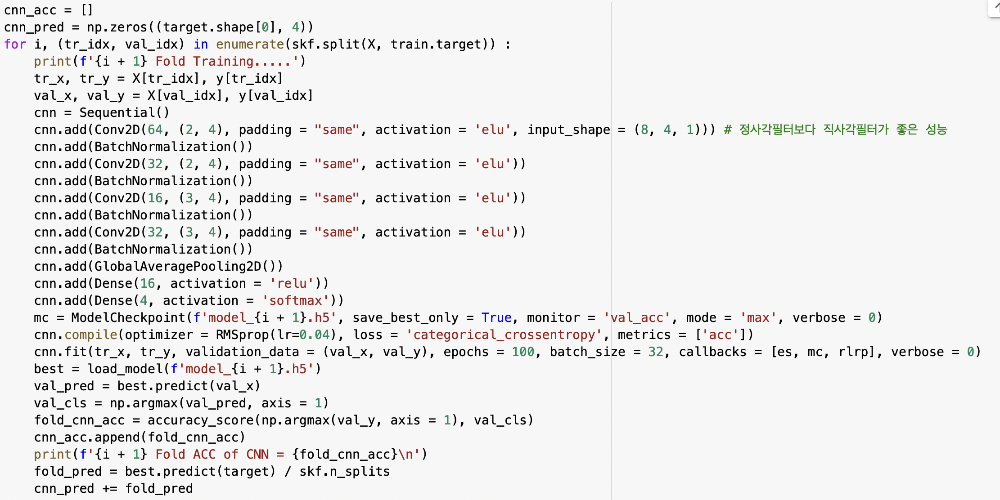 cnn_acc = []
cnn_pred = np.zeros((target.shape[0], 4))
for i, (tr_idx, val_idx) in enumerate(skf.split(X, train.target)) :
    print(f'{i + 1} Fold Training.....')
    tr_x, tr_y = X[tr_idx], y[tr_idx]
    val_x, val_y = X[val_idx], y[val_idx]
    cnn = Sequential()
    cnn.add(Conv2D(64, (2, 4), padding = "same", activation = 'elu', input_shape = (8, 4, 1))) # 정사각필터보다 직사각필터가 좋은 성능
    cnn.add(BatchNormalization())
    cnn.add(Conv2D(32, (2, 4), padding = "same", activation = 'elu'))
    cnn.add(BatchNormalization())
    cnn.add(Conv2D(16, (3, 4), padding = "same", activation = 'elu'))
    cnn.add(BatchNormalization())
    cnn.add(Conv2D(32, (3, 4), padding = "same", activation = 'elu'))
    cnn.add(BatchNormalization())
    cnn.add(GlobalAveragePooling2D())
    cnn.add(Dense(16, activation = 'relu'))
    cnn.add(Dense(4, activation = 'softmax'))
    mc = ModelCheckpoint(f'model_{i + 1}.h5', save_best_only = True, monitor = 'val_acc', mode = 'max', verbose = 0)
    cnn.compile(optimizer = RMSprop(lr=0.04), loss = 'categorical_crossentropy', metrics = ['acc'])
    cnn.fit(tr_x, tr_y, validation_data = (val_x, val_y), epochs = 100, batch_size = 32, callbacks = [es, mc, rlrp], verbose = 0)
    best = load_model(f'model_{i + 1}.h5')
    val_pred = best.predict(val_x)
    val_cls = np.argmax(val_pred, axis = 1)
    fold_cnn_acc = accuracy_score(np.argmax(val_y, axis = 1), val_cls)
    cnn_acc.append(fold_cnn_acc)
    print(f'{i + 1} Fold ACC of CNN = {fold_cnn_acc}\n')
    fold_pred = best.predict(target) / skf.n_splits
    cnn_pred += fold_pred